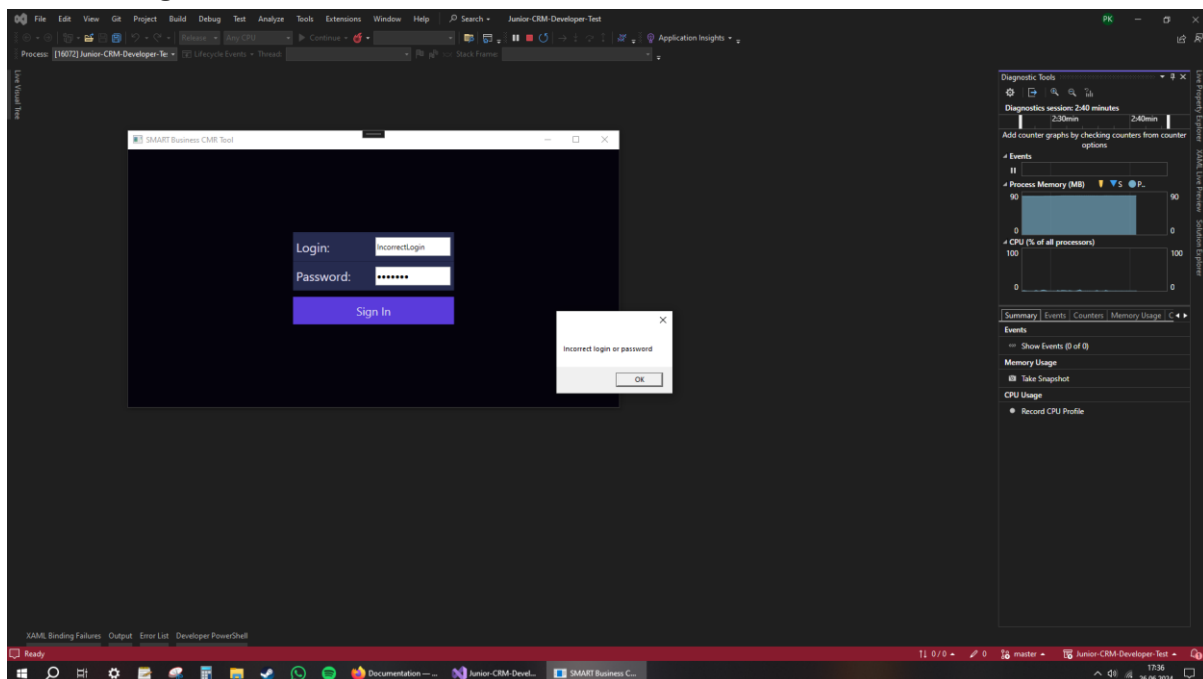 File Edit View Git Project Build Debug Test Analyze Tools Extensions Window Help Search Junior-CRM-Developer-Test PK
Release Any CPU Continue Application Insights
Process: [16072] Junior-CRM-Developer-Te: Lifecycle Events Thread: Stack Frame:
Live Visual Tree
Diagnostic Tools
Diagnostics session: 2:40 minutes
2:30min 2:40min
Add counter graphs by checking counters from counter
options
Events
Process Memory (MB) S P...
90 90
0 0
CPU (% of all processors)
100 100
0 0
Summary Events Counters Memory Usage C
Events
Show Events (0 of 0)
Memory Usage
Take Snapshot
CPU Usage
Record CPU Profile
Live Property Explorer
XAML Live Preview
Solution Explorer
SMART Business CMR Tool
Login: IncorrectLogin
Password: •••••••
Sign In
Incorrect login or password
OK
XAML Binding Failures Output Error List Developer PowerShell
Ready 0 / 0 0 master Junior-CRM-Developer-Test
Documentation — ... Junior-CRM-Devel... SMART Business C...
17:36
26.06.2024